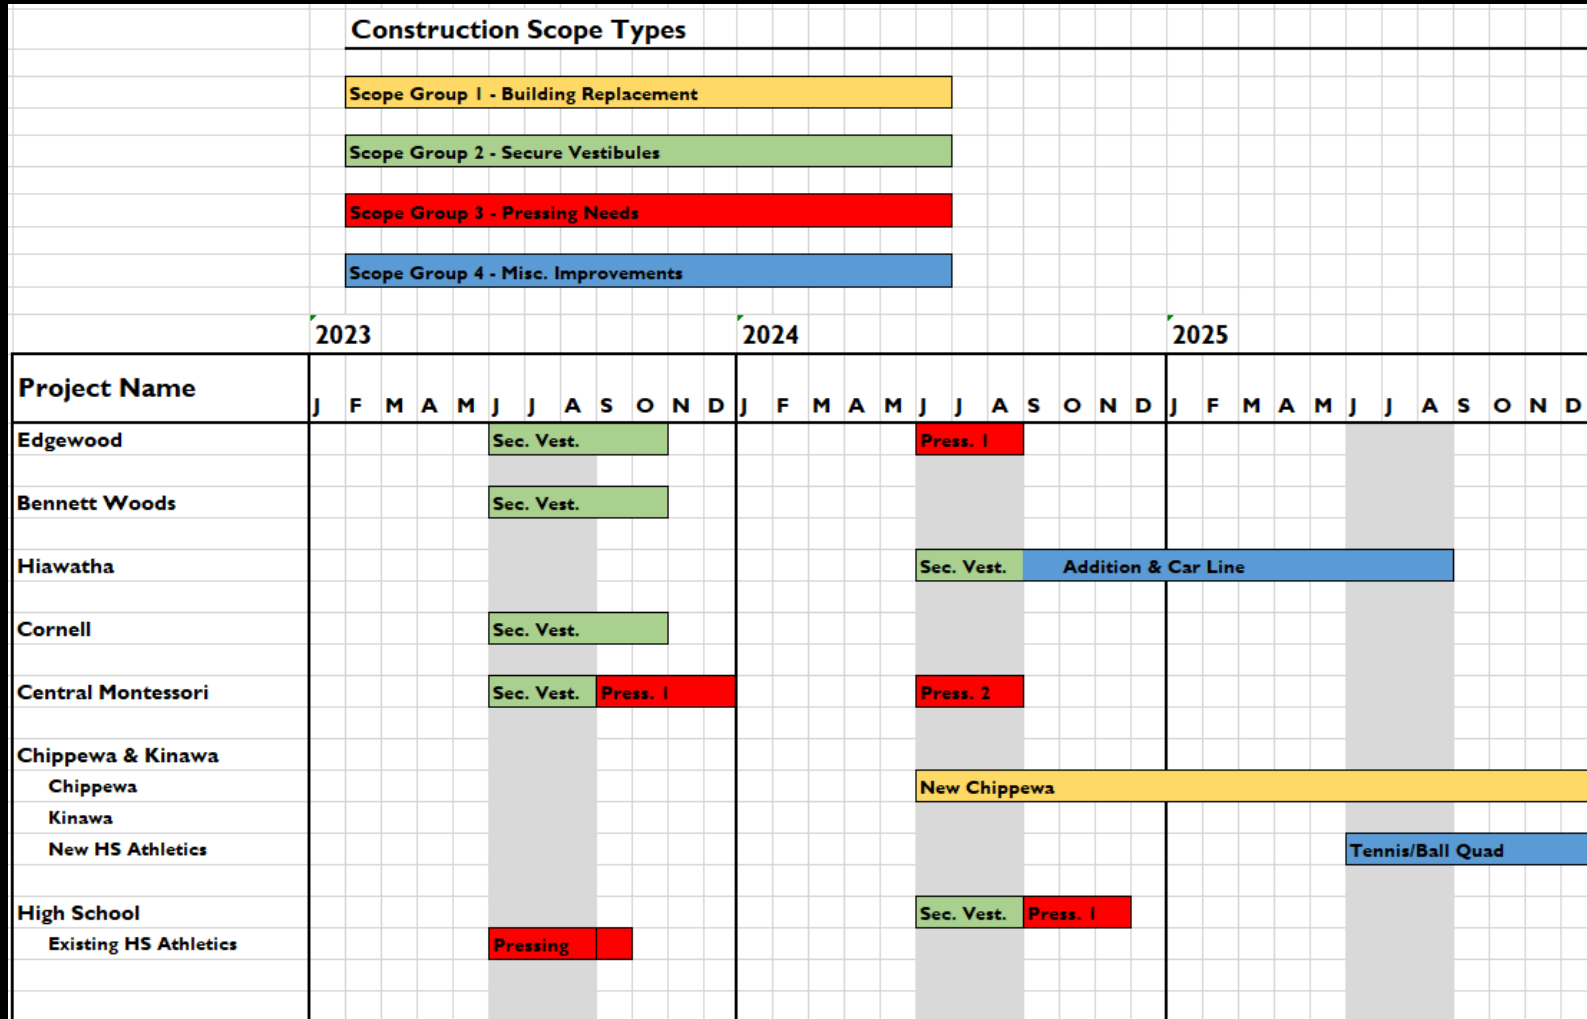 Construction Scope Types
Scope Group 1 - Building Replacement
Scope Group 2 - Secure Vestibules
Scope Group 3 - Pressing Needs
Scope Group 4 - Misc. Improvements
2023 2024 2025
Project Name J F M A M J J A S O N D J F M A M J J A S O N D J F M A M J J A S O N D
Edgewood Sec. Vest. Press. 1
Bennett Woods Sec. Vest.
Hiawatha Sec. Vest. Addition & Car Line
Cornell Sec. Vest.
Central Montessori Sec. Vest. Press. 1 Press. 2
Chippewa & Kinawa
Chippewa New Chippewa
Kinawa
New HS Athletics Tennis/Ball Quad
High School Sec. Vest. Press. 1
Existing HS Athletics Pressing